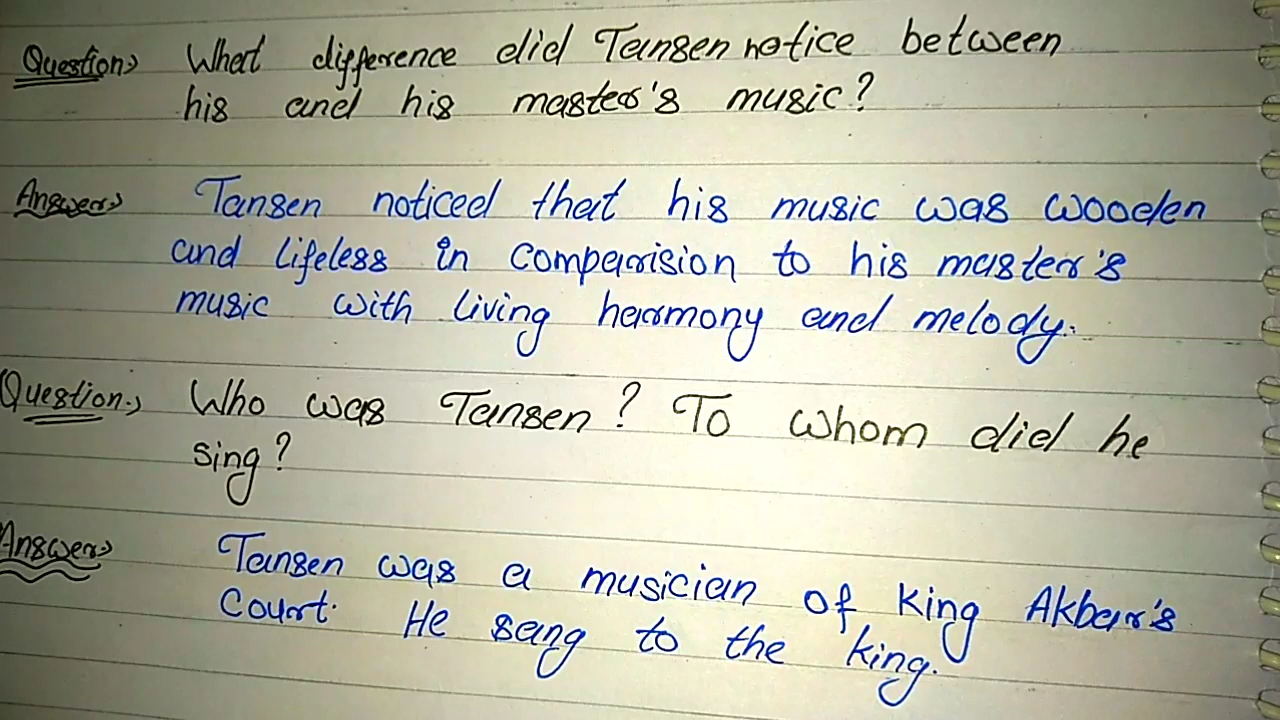 Question> What difference did Tansen notice between
his and his master's music?
Answer> Tansen noticed that his music was wooden
and lifeless in comparision to his master's
music with living harmony and melody.
Question> Who was Tansen? To whom did he
sing?
Answer> Tansen was a musician of king Akbar's
Court. He sang to the king.